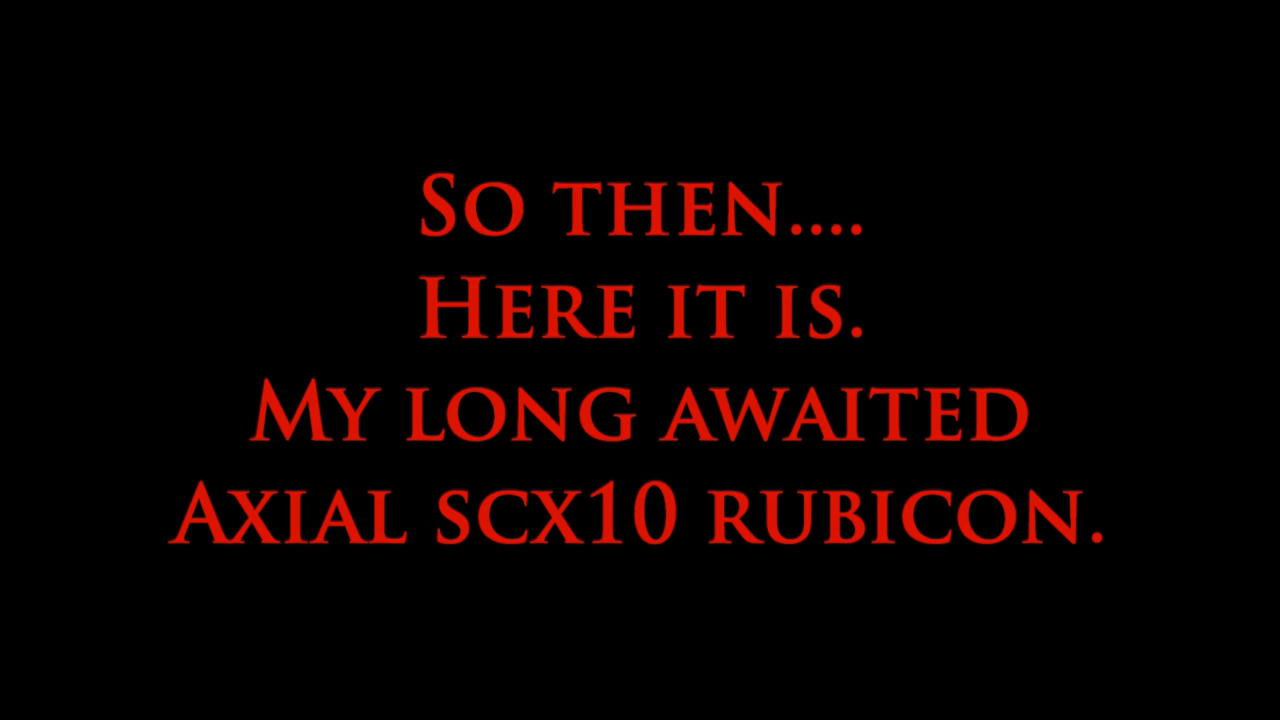 So then....
Here it is.
My long awaited
Axial scx10 rubicon.